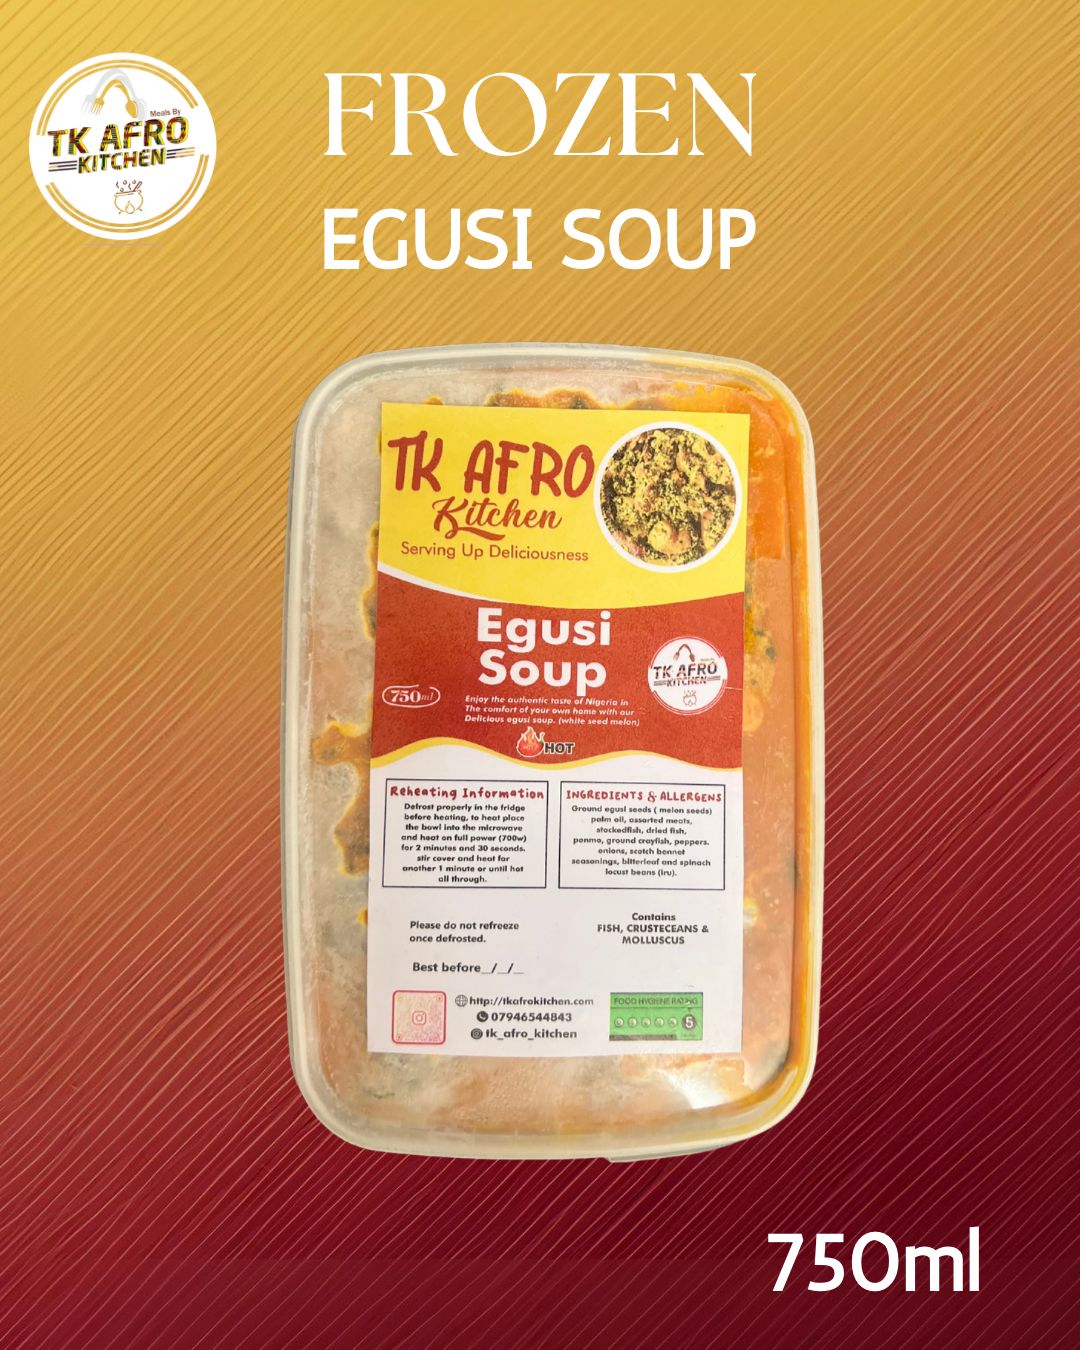 Meals By
TK AFRO
KITCHEN
FROZEN
EGUSI SOUP
TK AFRO
Kitchen
Serving Up Deliciousness
Egusi
Soup
750ml
Enjoy the authentic taste of Nigeria in
The comfort of your own home with our
Delicious egusi soup. (white seed melon)
HOT
TK AFRO
KITCHEN
Reheating Information
Defrost properly in the fridge
before heating, to heat place
the bowl into the microwave
and heat on full power (700w)
for 2 minutes and 30 seconds.
stir cover and heat for
another 1 minute or until hot
all through.
INGREDIENTS & ALLERGENS
Ground egusi seeds ( melon seeds)
palm oil, assorted meats,
stockedfish, dried fish,
ponmo, ground crayfish, peppers.
onions, scotch bonnet
seasonings, bitterleaf and spinach
locust beans (iru).
Please do not refreeze
once defrosted.
Contains
FISH, CRUSTECEANS &
MOLLUSCUS
Best before_/_/_
http://tkafrokitchen.com
07946544843
tk_afro_kitchen
FOOD HYGIENE RATING
5
750ml